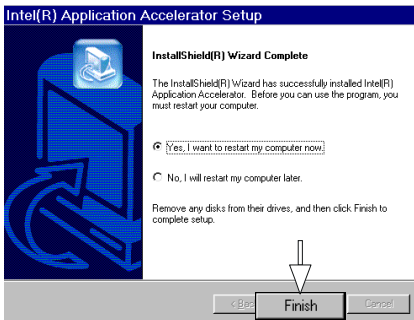 Intel(R) Application Accelerator Setup
InstallShield(R) Wizard Complete
The InstallShield(R) Wizard has successfully installed Intel(R)
Application Accelerator. Before you can use the program, you
must restart your computer.
Yes, I want to restart my computer now.
No, I will restart my computer later.
Remove any disks from their drives, and then click Finish to
complete setup.
< Bac
Finish
Cancel